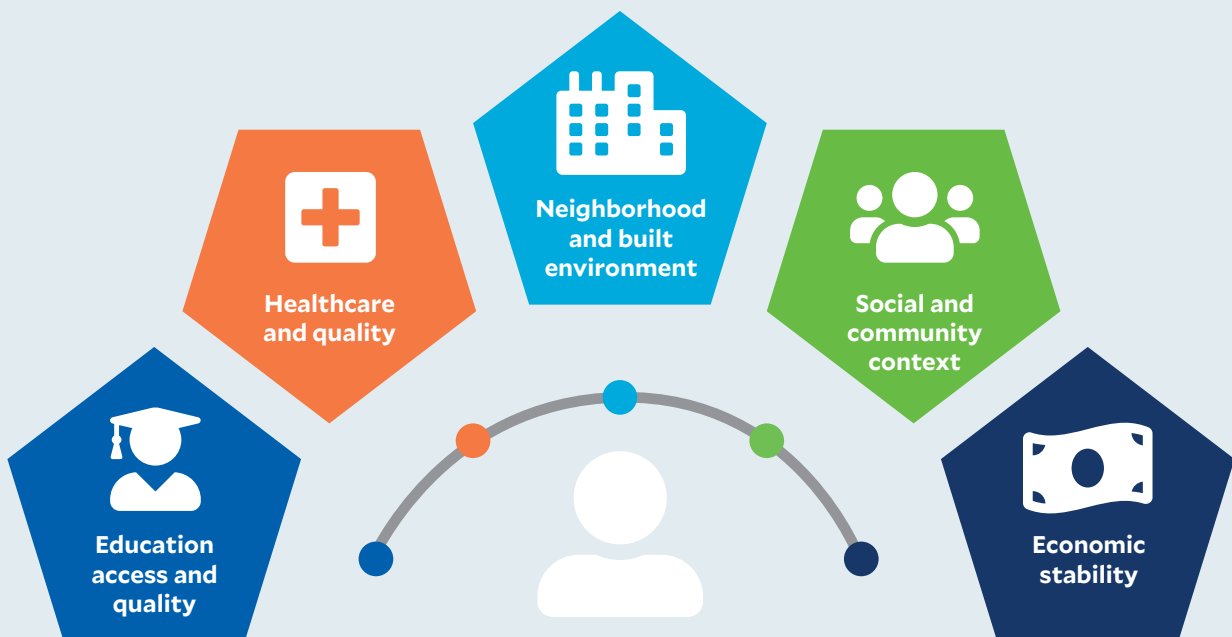 Education
access and
quality
Healthcare
and quality
Neighborhood
and built
environment
Social and
community
context
Economic
stability